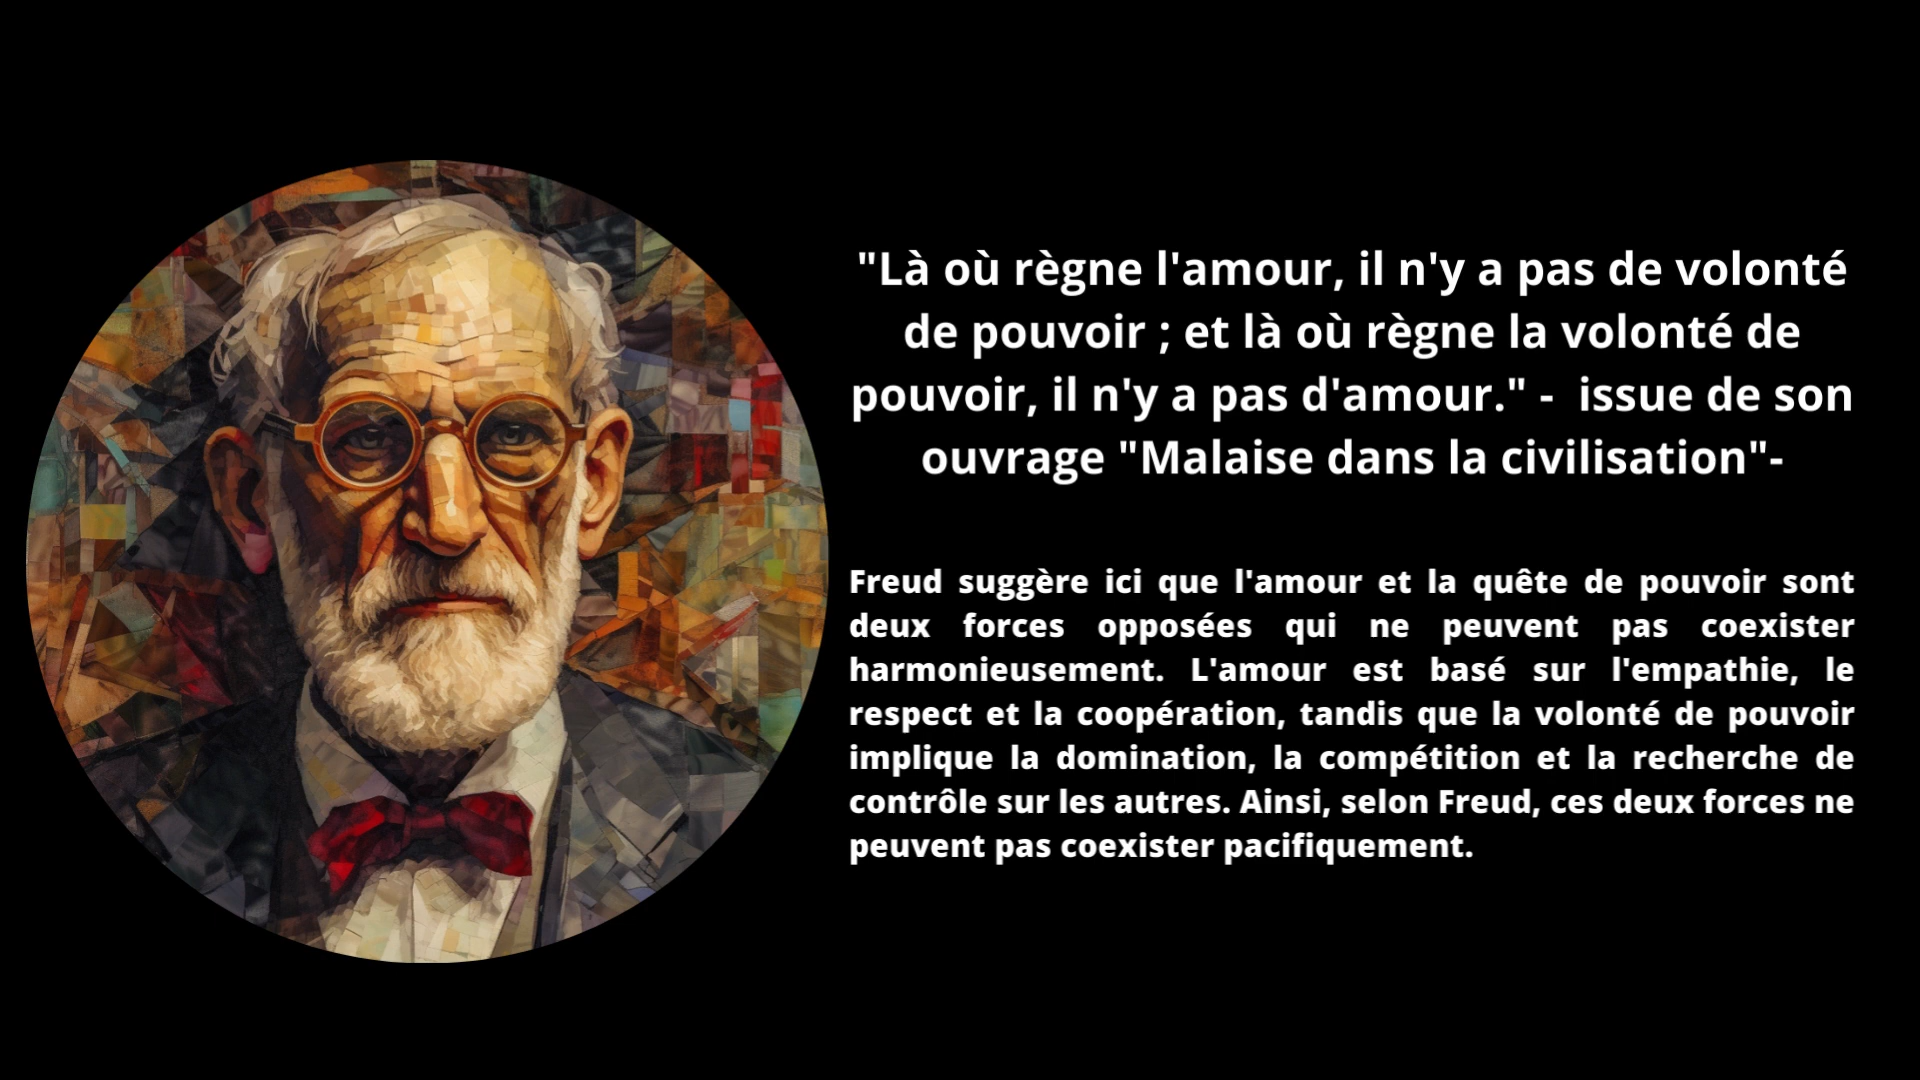 "Là où règne l'amour, il n'y a pas de volonté
de pouvoir ; et là où règne la volonté de
pouvoir, il n'y a pas d'amour." -  issue de son
ouvrage "Malaise dans la civilisation"-
Freud suggère ici que l'amour et la quête de pouvoir sont
deux forces opposées qui ne peuvent pas coexister
harmonieusement. L'amour est basé sur l'empathie, le
respect et la coopération, tandis que la volonté de pouvoir
implique la domination, la compétition et la recherche de
contrôle sur les autres. Ainsi, selon Freud, ces deux forces ne
peuvent pas coexister pacifiquement.